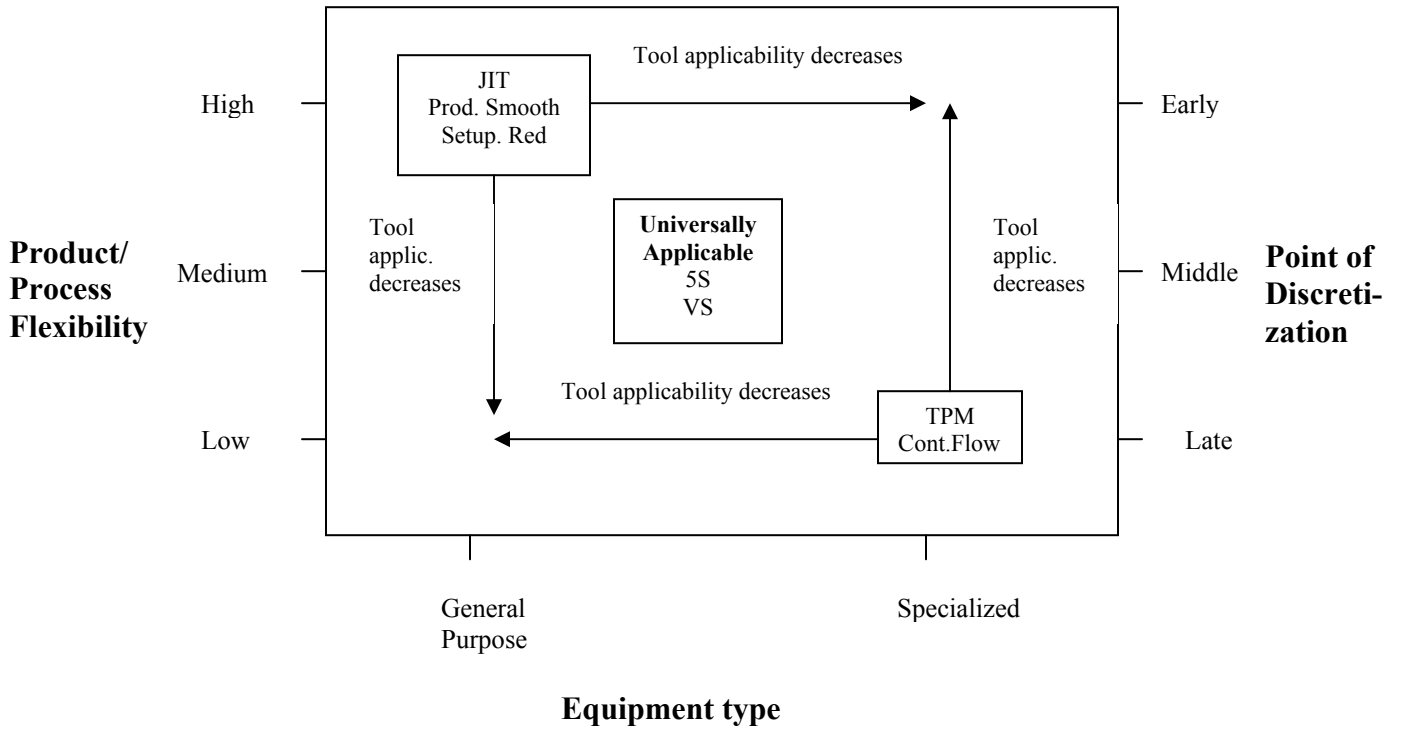 Tool applicability decreases
JIT
Prod. Smooth
Setup. Red
High
Early
Tool
applic.
decreases
Universally
Applicable
5S
VS
Tool
applic.
decreases
Product/
Process
Flexibility
Medium
Middle
Point of
Discreti-
zation
Tool applicability decreases
TPM
Cont.Flow
Low
Late
General
Purpose
Specialized
Equipment type